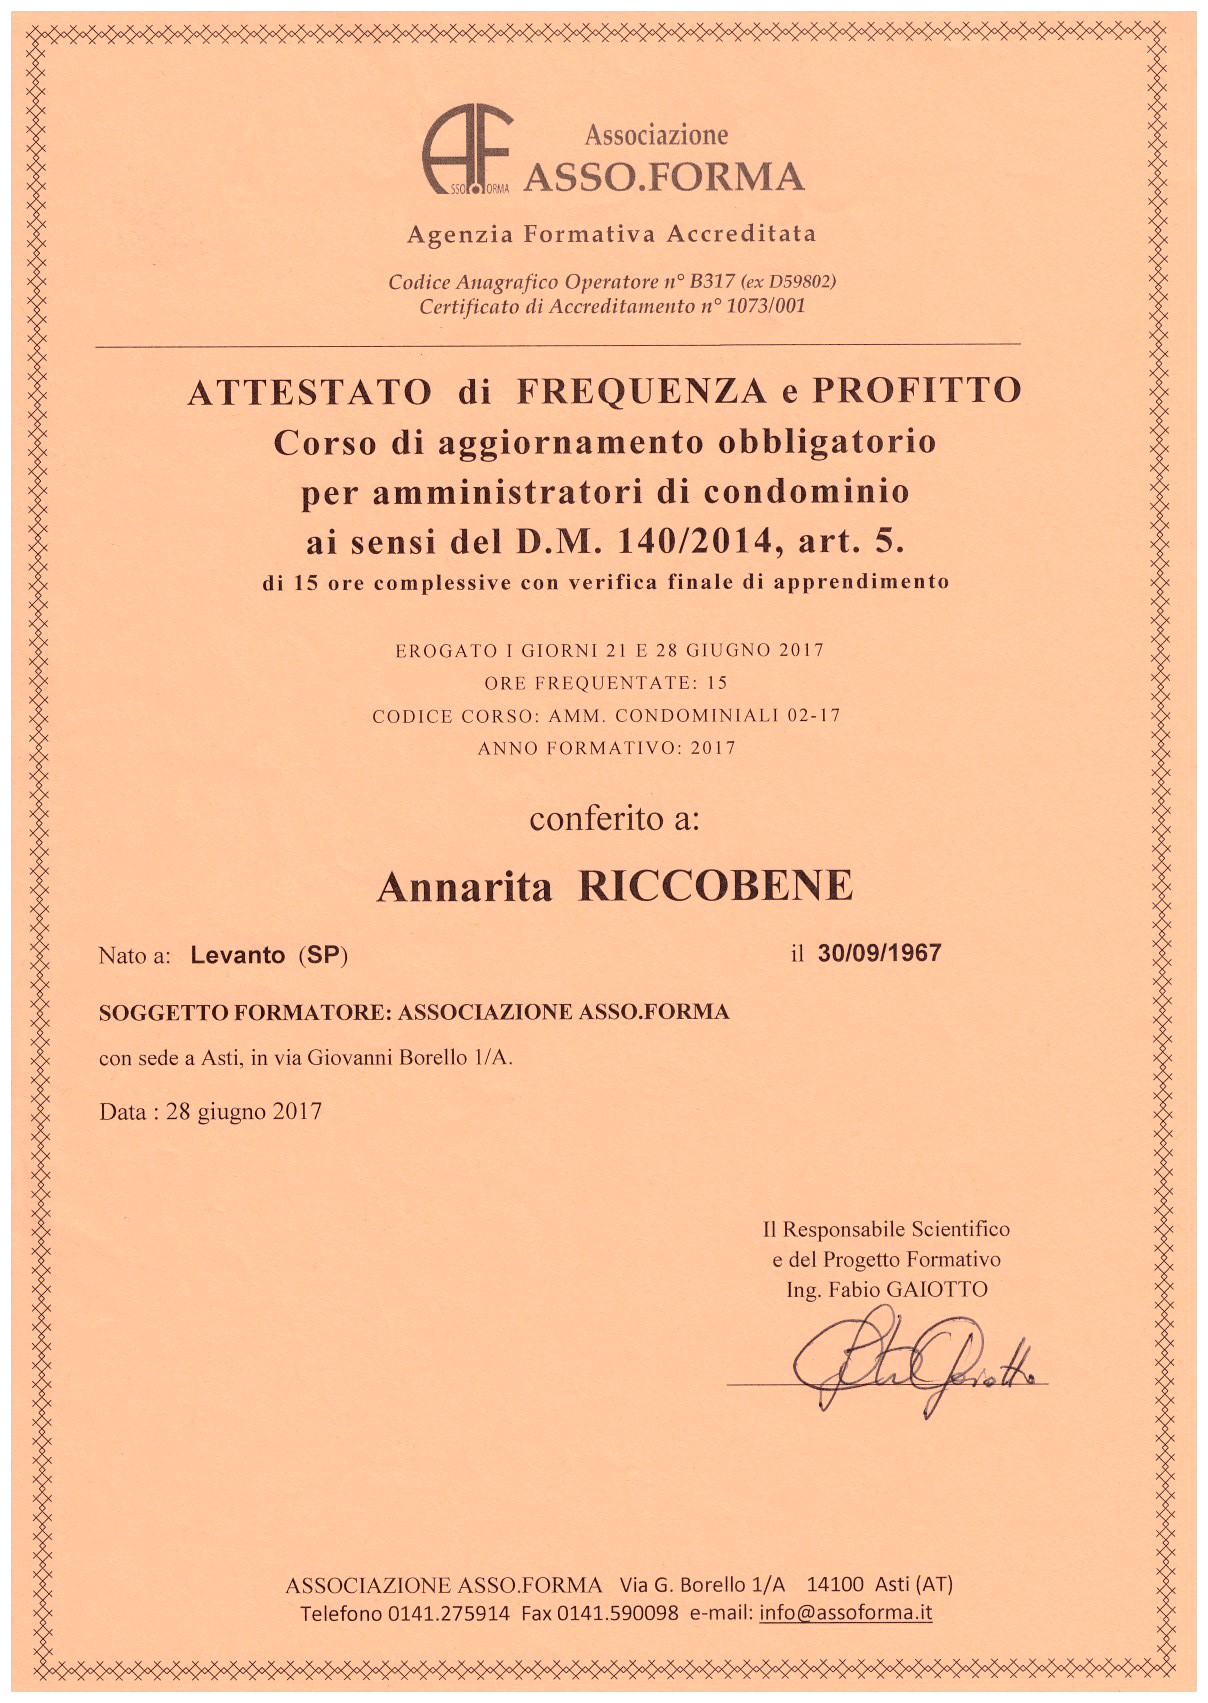 AF
SSO ORMA
Associazione
ASSO.FORMA
Agenzia Formativa Accreditata
Codice Anagrafico Operatore n° B317 (ex D59802)
Certificato di Accreditamento n° 1073/001
ATTESTATO di FREQUENZA e PROFITTO
Corso di aggiornamento obbligatorio
per amministratori di condominio
ai sensi del D.M. 140/2014, art. 5.
di 15 ore complessive con verifica finale di apprendimento
EROGATO I GIORNI 21 E 28 GIUGNO 2017
ORE FREQUENTATE: 15
CODICE CORSO: AMM. CONDOMINIALI 02-17
ANNO FORMATIVO: 2017
conferito a:
Annarita RICCOBENE
Nato a: Levanto (SP) il 30/09/1967
SOGGETTO FORMATORE: ASSOCIAZIONE ASSO.FORMA
con sede a Asti, in via Giovanni Borello 1/A.
Data : 28 giugno 2017
Il Responsabile Scientifico
e del Progetto Formativo
Ing. Fabio GAIOTTO
ASSOCIAZIONE ASSO.FORMA Via G. Borello 1/A 14100 Asti (AT)
Telefono 0141.275914 Fax 0141.590098 e-mail: info@assoforma.it